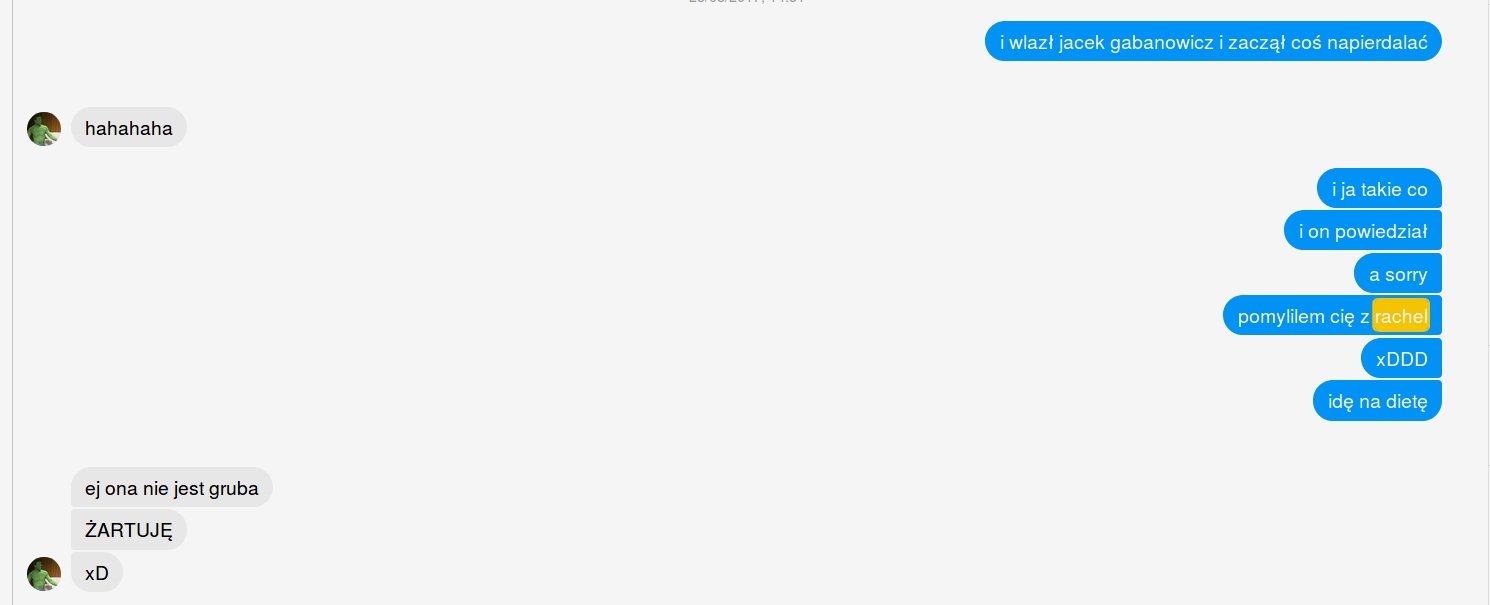 i wlazł jacek gabanowicz i zaczął coś napierdalać
hahahaha
i ja takie co
i on powiedział
a sorry
pomylilem cię z rachel
xDDD
idę na dietę
ej ona nie jest gruba
ŻARTUJĘ
xD